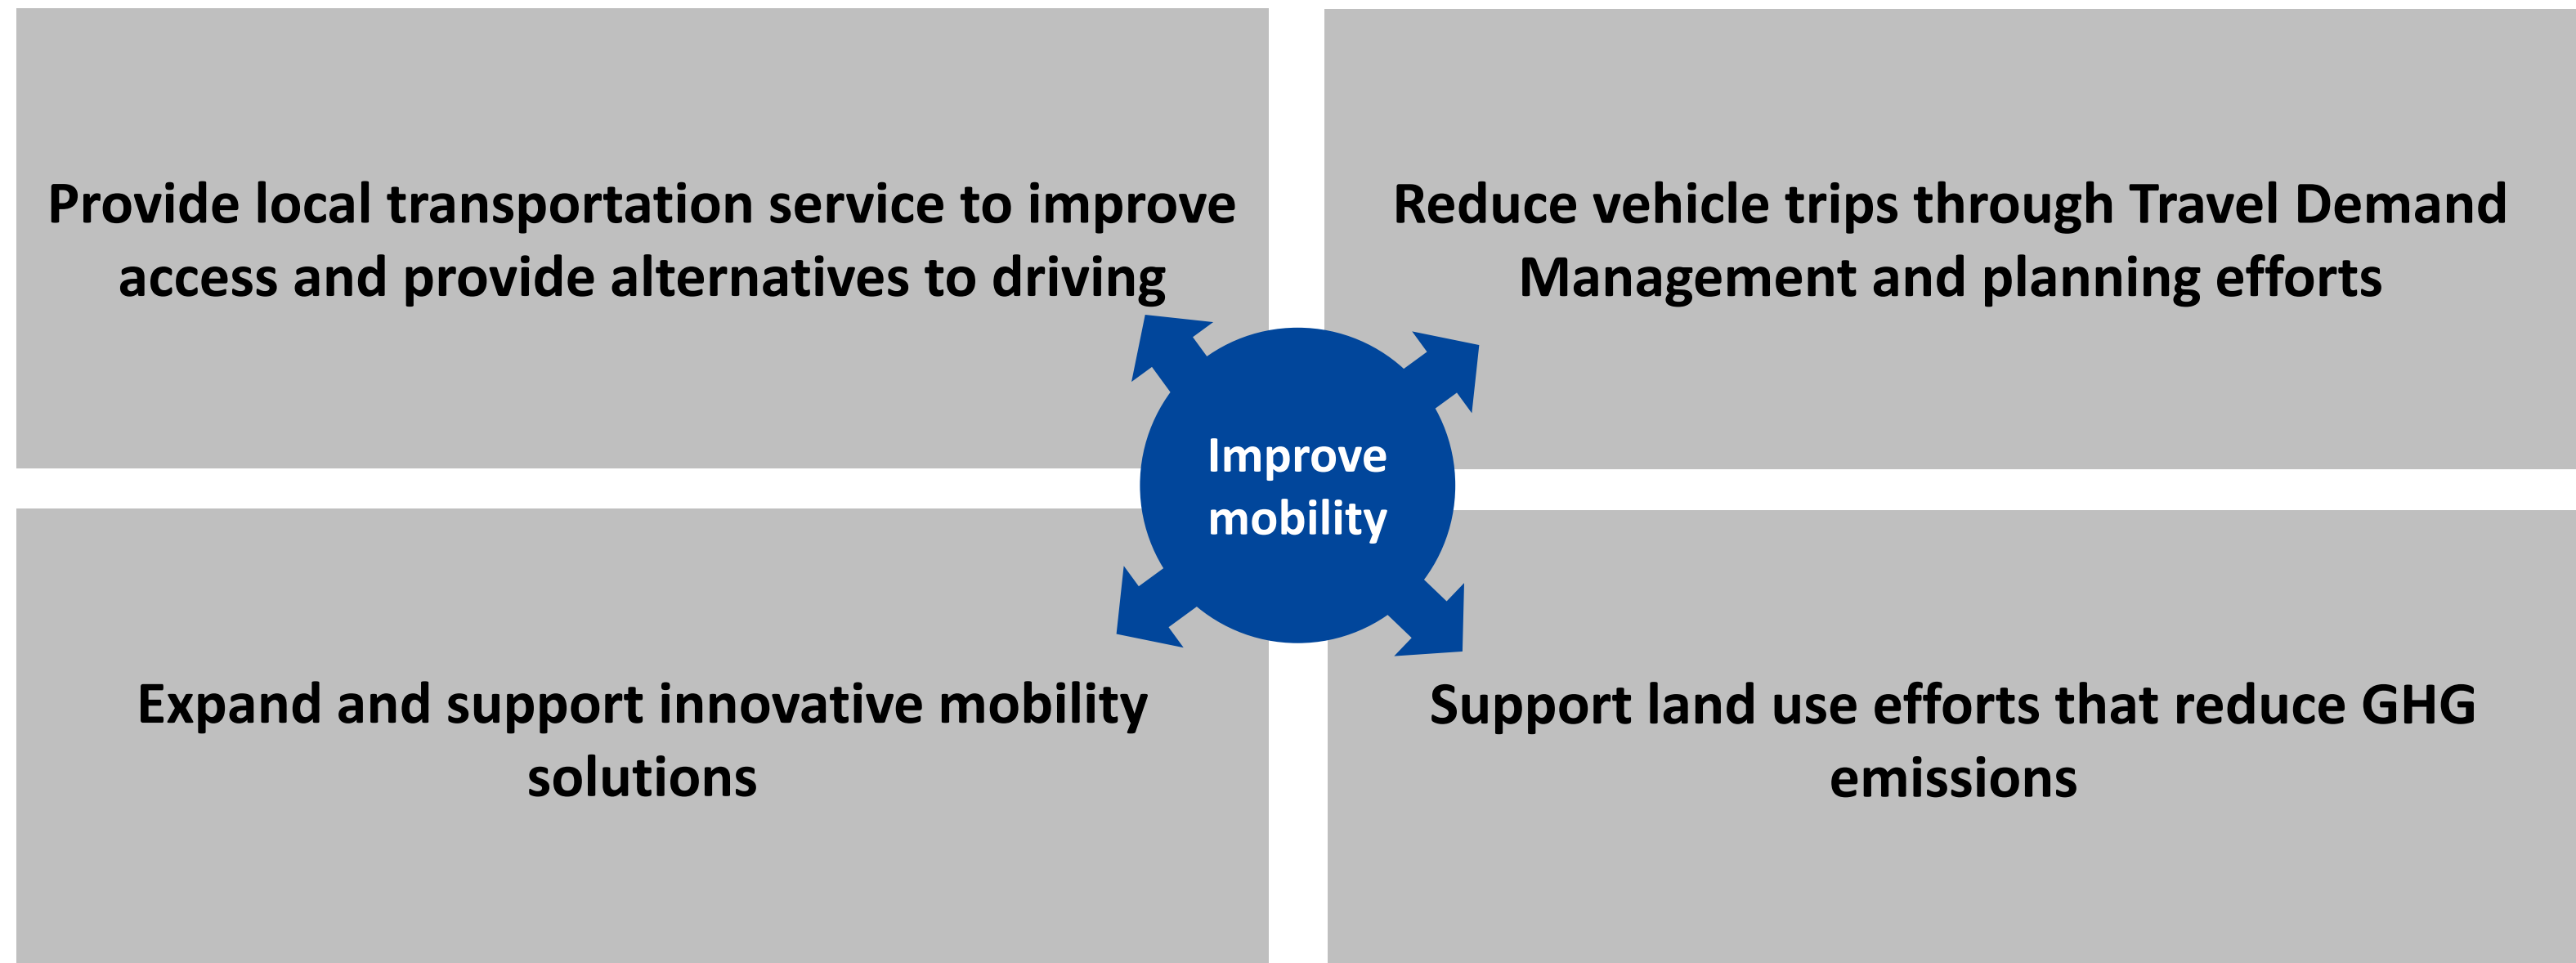 Provide local transportation service to improve
access and provide alternatives to driving
Reduce vehicle trips through Travel Demand
Management and planning efforts
Improve
mobility
Expand and support innovative mobility
solutions
Support land use efforts that reduce GHG
emissions